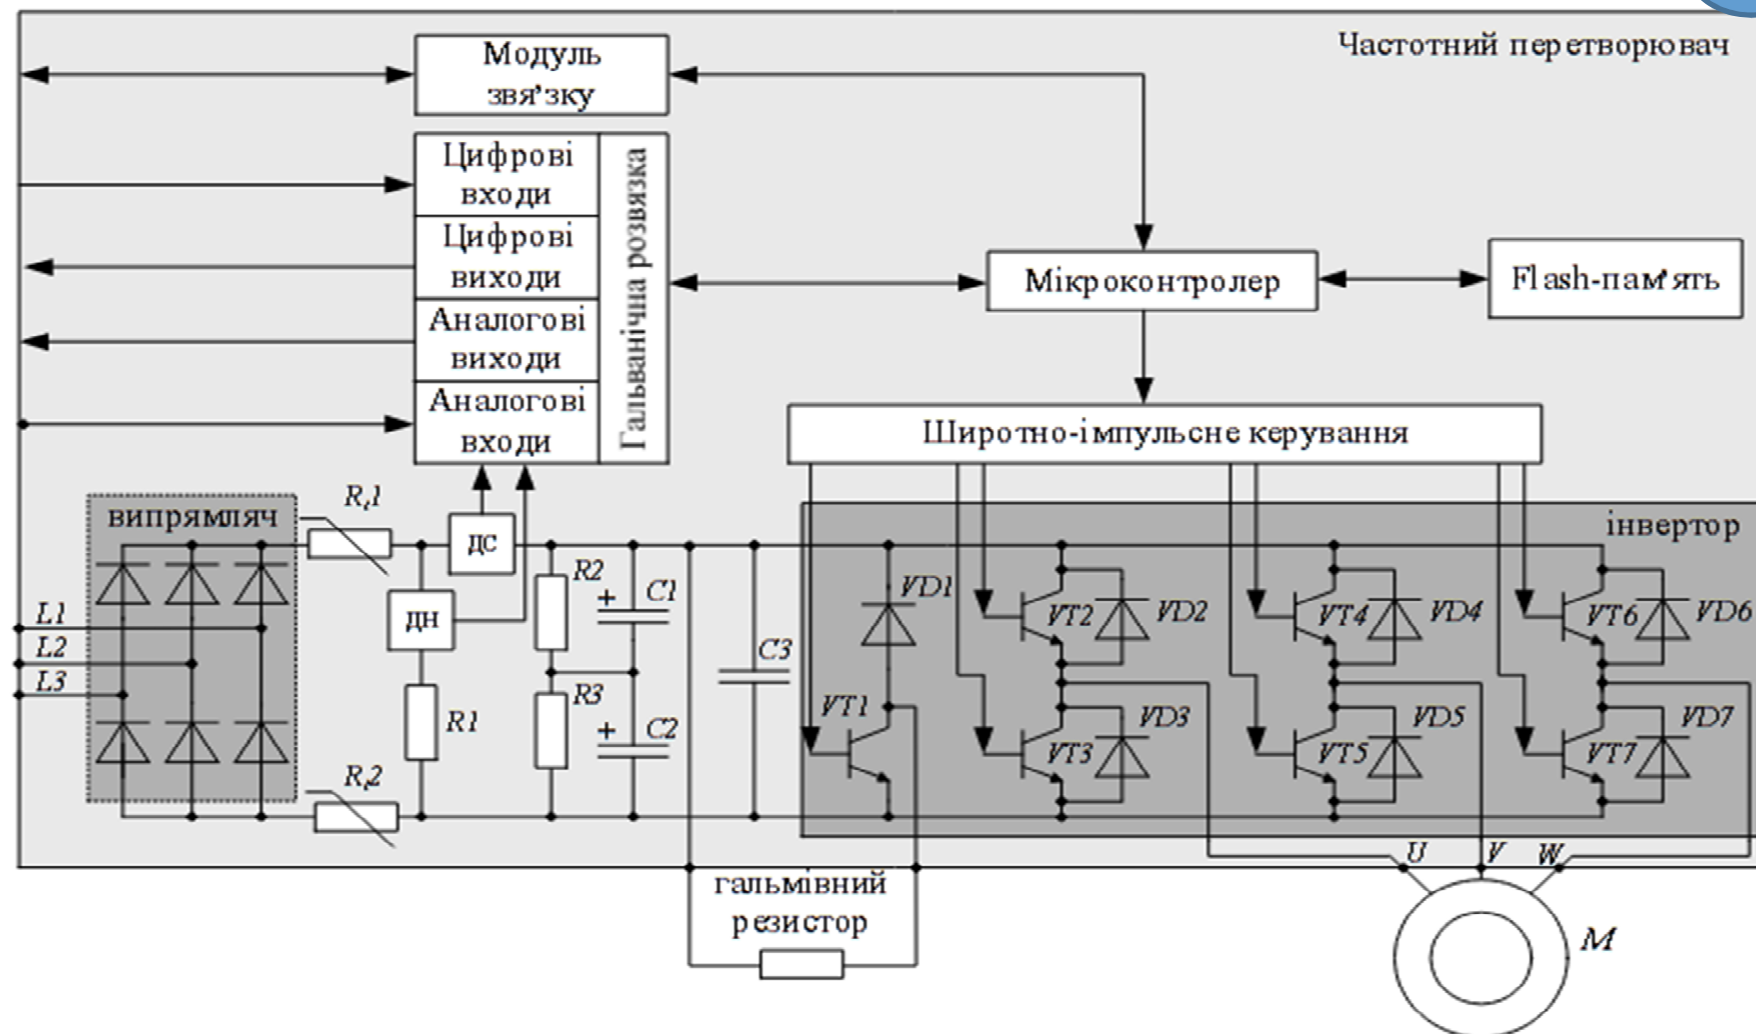 Частотний перетворювач
Модуль
звя'зку
Цифрові
входи
Цифрові
виходи
Аналогові
виходи
Аналогові
входи
Гальванічна розвязка
Мікроконтролер
Flash-пам'ять
Широтно-імпульсне керування
випрямляч
Rt1
ДС
ДН
R1
Rt2
R2
R3
C1
+
C2
+
C3
L1
L2
L3
інвертор
VD1
VT1
VT2
VD2
VT3
VD3
VT4
VD4
VT5
VD5
VT6
VD6
VT7
VD7
U
V
W
гальмівний
резистор
M